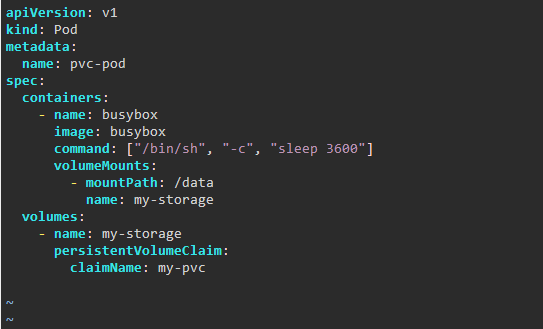 apiVersion: v1
kind: Pod
metadata:
  name: pvc-pod
spec:
  containers:
    - name: busybox
      image: busybox
      command: ["/bin/sh", "-c", "sleep 3600"]
      volumeMounts:
        - mountPath: /data
          name: my-storage
  volumes:
    - name: my-storage
      persistentVolumeClaim:
        claimName: my-pvc
~
~